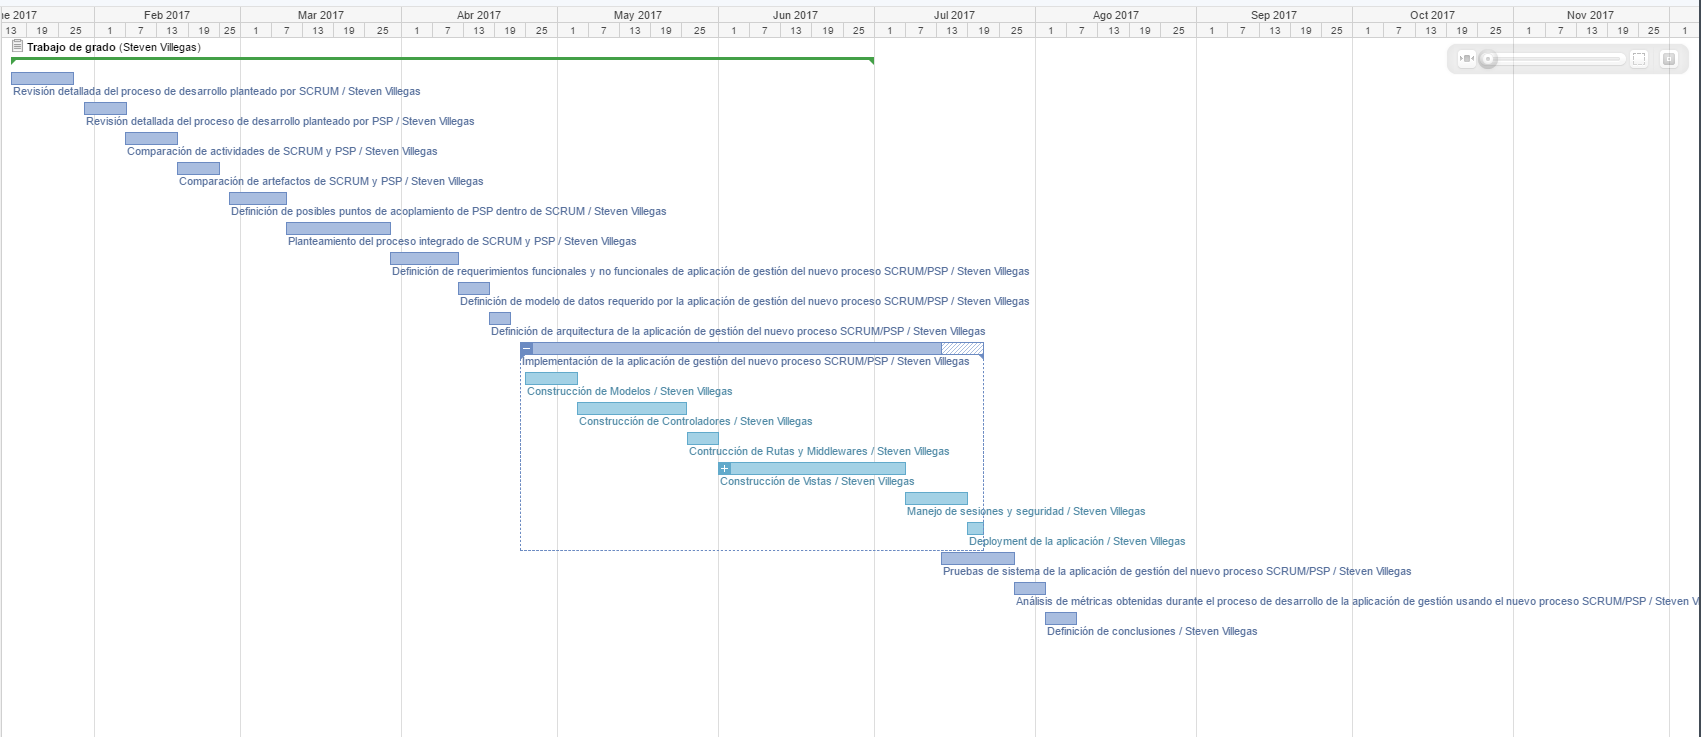 ne 2017 Feb 2017 Mar 2017 Abr 2017 May 2017 Jun 2017 Jul 2017 Ago 2017 Sep 2017 Oct 2017 Nov 2017
13 19 25 1 7 13 19 25 1 7 13 19 25 1 7 13 19 25 1 7 13 19 25 1 7 13 19 25 1 7 13 19 25 1 7 13 19 25 1 7 13 19 25 1 7 13 19 25 1 7 13 19 25 1
Trabajo de grado (Steven Villegas)
Revisión detallada del proceso de desarrollo planteado por SCRUM / Steven Villegas
Revisión detallada del proceso de desarrollo planteado por PSP / Steven Villegas
Comparación de actividades de SCRUM y PSP / Steven Villegas
Comparación de artefactos de SCRUM y PSP / Steven Villegas
Definición de posibles puntos de acoplamiento de PSP dentro de SCRUM / Steven Villegas
Planteamiento del proceso integrado de SCRUM y PSP / Steven Villegas
Definición de requerimientos funcionales y no funcionales de aplicación de gestión del nuevo proceso SCRUM/PSP / Steven Villegas
Definición de modelo de datos requerido por la aplicación de gestión del nuevo proceso SCRUM/PSP / Steven Villegas
Definición de arquitectura de la aplicación de gestión del nuevo proceso SCRUM/PSP / Steven Villegas
Implementación de la aplicación de gestión del nuevo proceso SCRUM/PSP / Steven Villegas
Construcción de Modelos / Steven Villegas
Construcción de Controladores / Steven Villegas
Contrucción de Rutas y Middlewares / Steven Villegas
Construcción de Vistas / Steven Villegas
Manejo de sesiones y seguridad / Steven Villegas
Deployment de la aplicación / Steven Villegas
Pruebas de sistema de la aplicación de gestión del nuevo proceso SCRUM/PSP / Steven Villegas
Análisis de métricas obtenidas durante el proceso de desarrollo de la aplicación de gestión usando el nuevo proceso SCRUM/PSP / Steven V
Definición de conclusiones / Steven Villegas